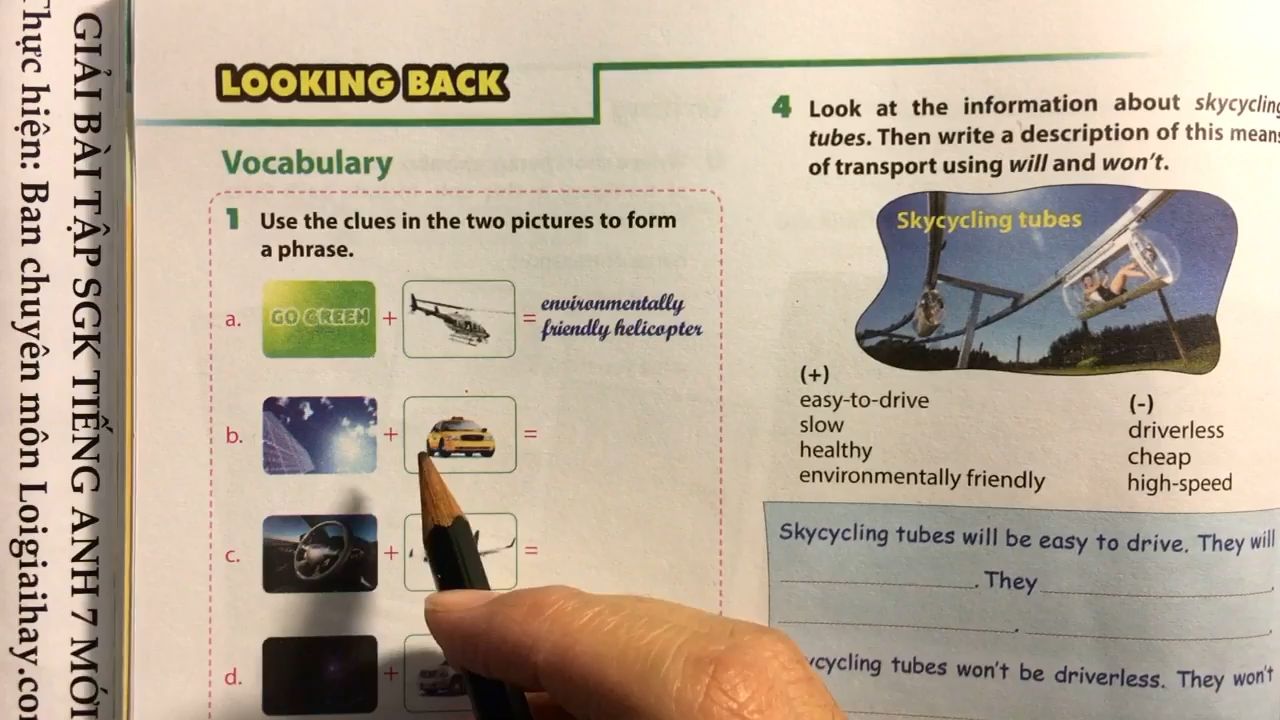 GIẢI BÀI TẬP SGK TIẾNG ANH 7 MỚI
Thực hiện: Ban chuyên môn Loigiaihay.com
LOOKING BACK
Vocabulary
1 Use the clues in the two pictures to form
a phrase.
a. GO GREEN + = environmentally
friendly helicopter
b. + =
c. + =
d. +
4 Look at the information about skycycling
tubes. Then write a description of this means
of transport using will and won't.
Skycycling tubes
(+)
easy-to-drive
slow
healthy
environmentally friendly
(-)
driverless
cheap
high-speed
Skycycling tubes will be easy to drive. They will
. They .
. .
tubes won't be driverless. They won't